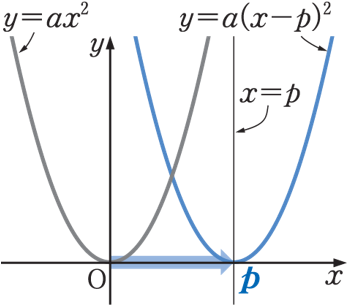 y=ax² y=a(x−p)²
y
x=p
O p x